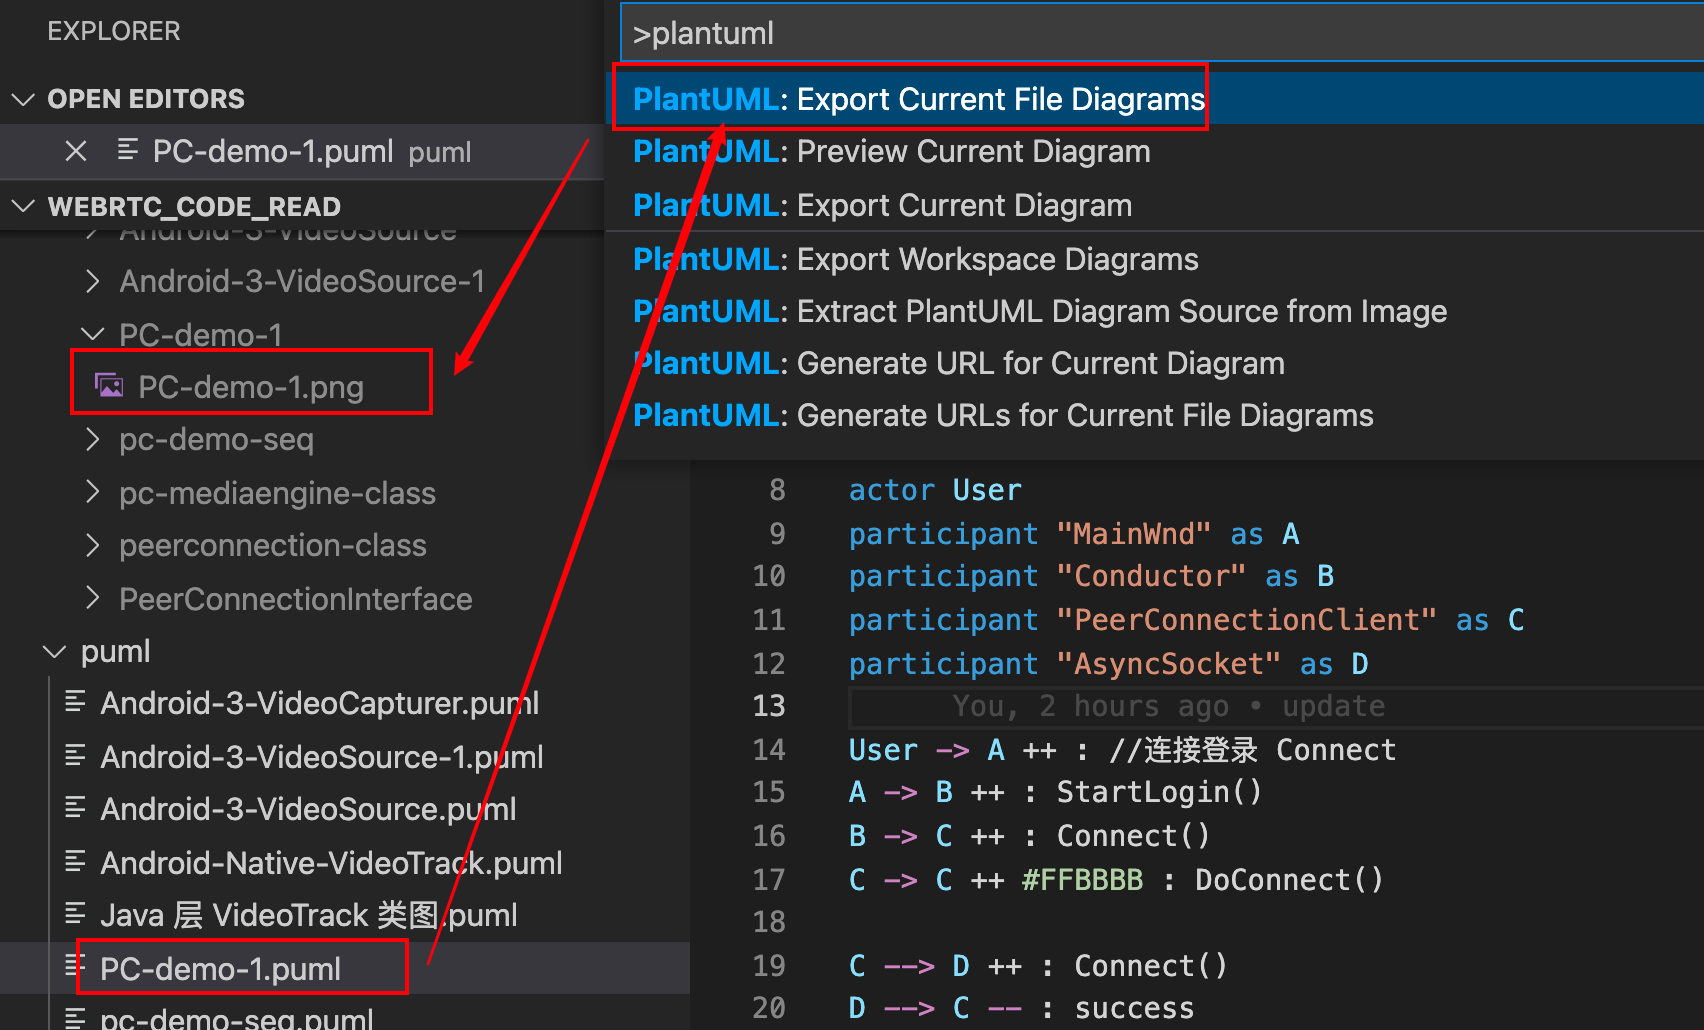 EXPLORER
OPEN EDITORS
PC-demo-1.puml puml
WEBRTC_CODE_READ
Android-3-VideoSource
Android-3-VideoSource-1
PC-demo-1
PC-demo-1.png
pc-demo-seq
pc-mediaengine-class
peerconnection-class
PeerConnectionInterface
puml
Android-3-VideoCapturer.puml
Android-3-VideoSource-1.puml
Android-3-VideoSource.puml
Android-Native-VideoTrack.puml
Java 层 VideoTrack 类图.puml
PC-demo-1.puml
pc-demo-seq.puml
>plantuml
PlantUML: Export Current File Diagrams
PlantUML: Preview Current Diagram
PlantUML: Export Current Diagram
PlantUML: Export Workspace Diagrams
PlantUML: Extract PlantUML Diagram Source from Image
PlantUML: Generate URL for Current Diagram
PlantUML: Generate URLs for Current File Diagrams
8 actor User
9 participant "MainWnd" as A
10 participant "Conductor" as B
11 participant "PeerConnectionClient" as C
12 participant "AsyncSocket" as D
13 You, 2 hours ago • update
14 User -> A ++ : //连接登录 Connect
15 A -> B ++ : StartLogin()
16 B -> C ++ : Connect()
17 C -> C ++ #FFBBBB : DoConnect()
18
19 C --> D ++ : Connect()
20 D --> C -- : success